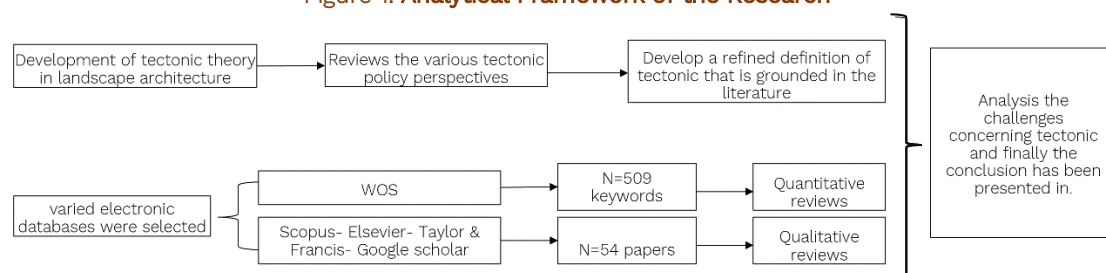 Figure 1. Analytical Framework of the Research
Development of tectonic theory
in landscape architecture
Reviews the various tectonic
policy perspectives
Develop a refined definition of
tectonic that is grounded in the
literature
Analysis the
challenges
concerning tectonic
and finally the
conclusion has been
presented in.
varied electronic
databases were selected
WOS
N=509
keywords
Quantitative
reviews
Scopus- Elsevier- Taylor &
Francis- Google scholar
N=54 papers
Qualitative
reviews